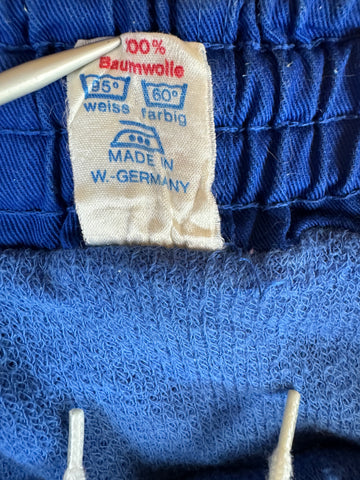 100%
Baumwolle
95° 60°
weiss farbig
MADE IN
W.-GERMANY